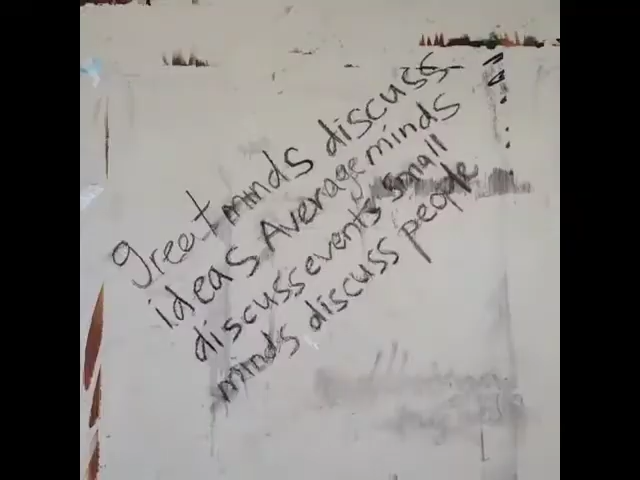 greet minds discuss
ideas Average minds
discuss events small
minds discuss people